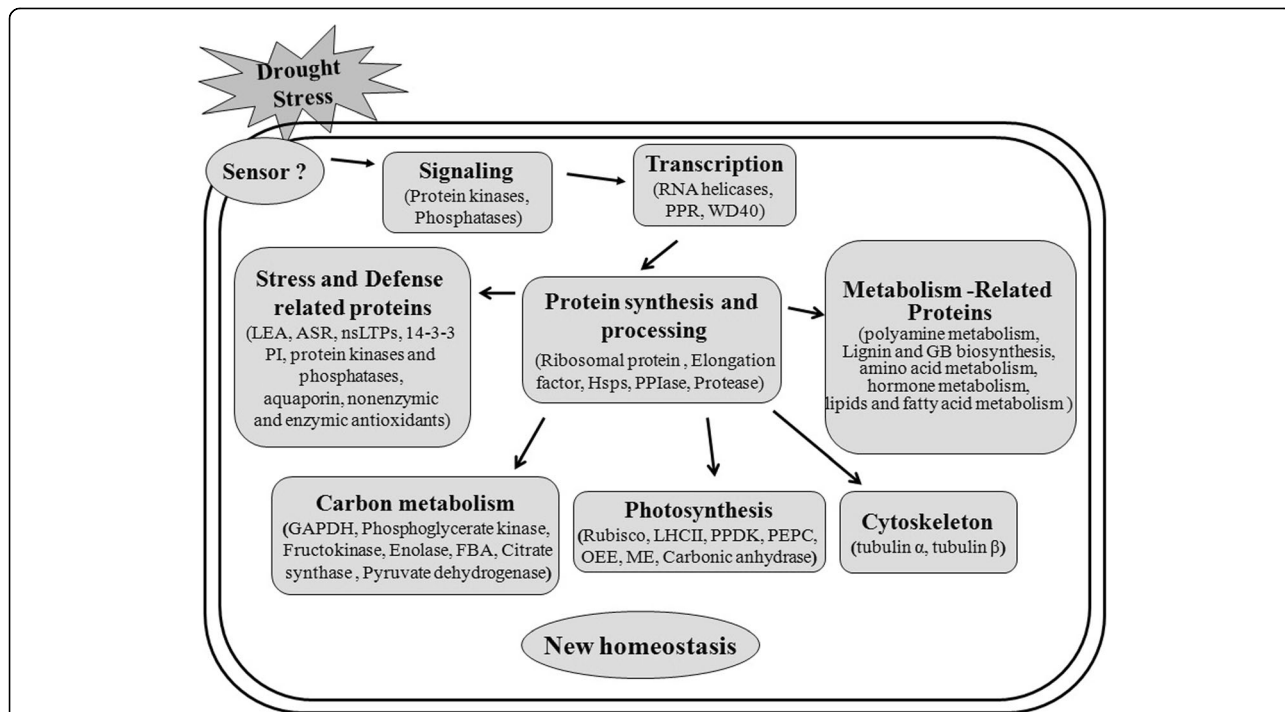 Drought
Stress
Sensor ?
Signaling
(Protein kinases,
Phosphatases)
Transcription
(RNA helicases,
PPR, WD40)
Stress and Defense
related proteins
(LEA, ASR, nsLTPs, 14-3-3
PI, protein kinases and
phosphatases,
aquaporin, nonenzymic
and enzymic antioxidants)
Protein synthesis and
processing
(Ribosomal protein , Elongation
factor, Hsps, PPIase, Protease)
Metabolism -Related
Proteins
(polyamine metabolism,
Lignin and GB biosynthesis,
amino acid metabolism,
hormone metabolism,
lipids and fatty acid metabolism )
Carbon metabolism
(GAPDH, Phosphoglycerate kinase,
Fructokinase, Enolase, FBA, Citrate
synthase , Pyruvate dehydrogenase)
Photosynthesis
(Rubisco, LHCII, PPDK, PEPC,
OEE, ME, Carbonic anhydrase)
Cytoskeleton
(tubulin α, tubulin β)
New homeostasis